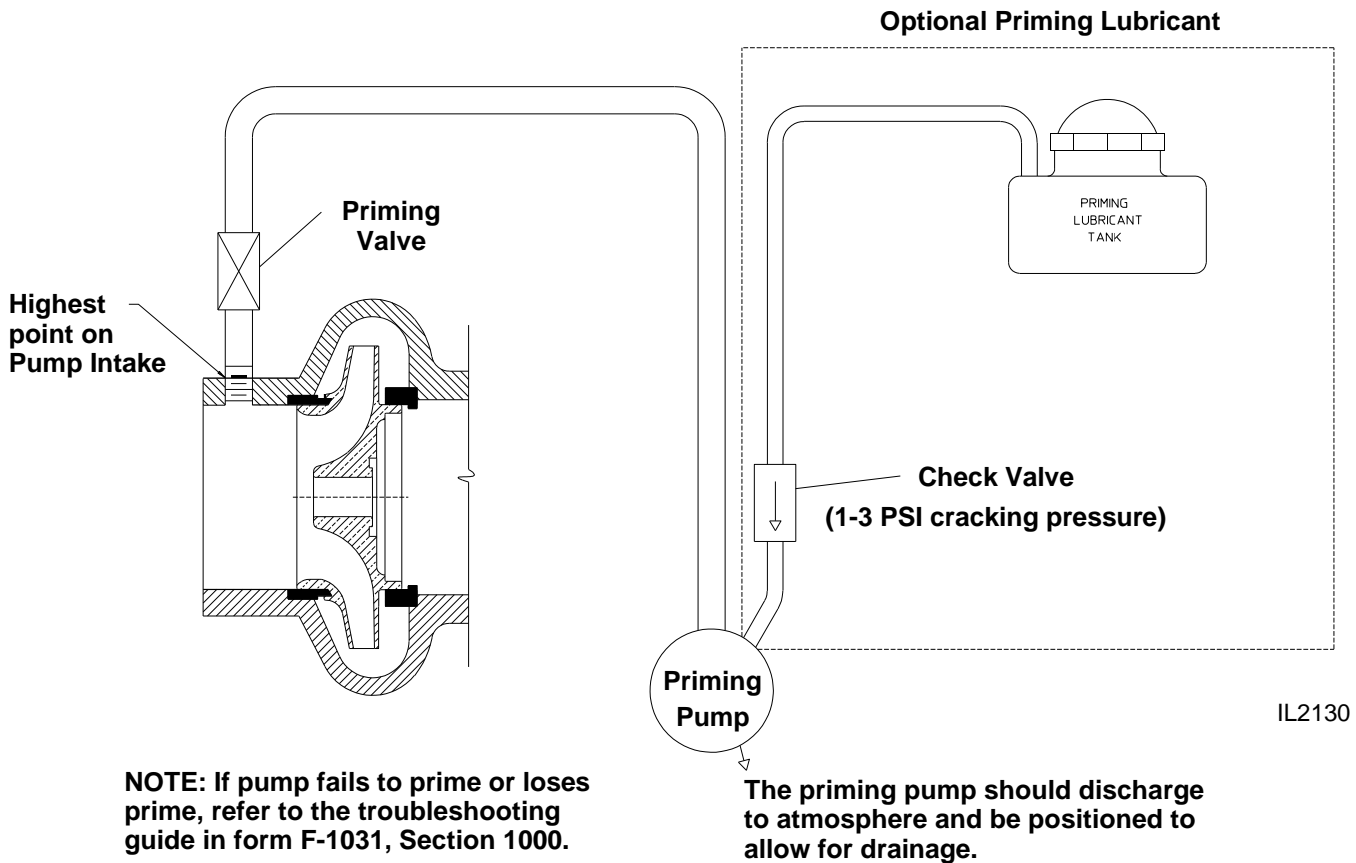 Optional Priming Lubricant
PRIMING
LUBRICANT
TANK
Priming
Valve
Highest
point on
Pump Intake
Check Valve
(1-3 PSI cracking pressure)
Priming
Pump
IL2130
NOTE: If pump fails to prime or loses
prime, refer to the troubleshooting
guide in form F-1031, Section 1000.
The priming pump should discharge
to atmosphere and be positioned to
allow for drainage.